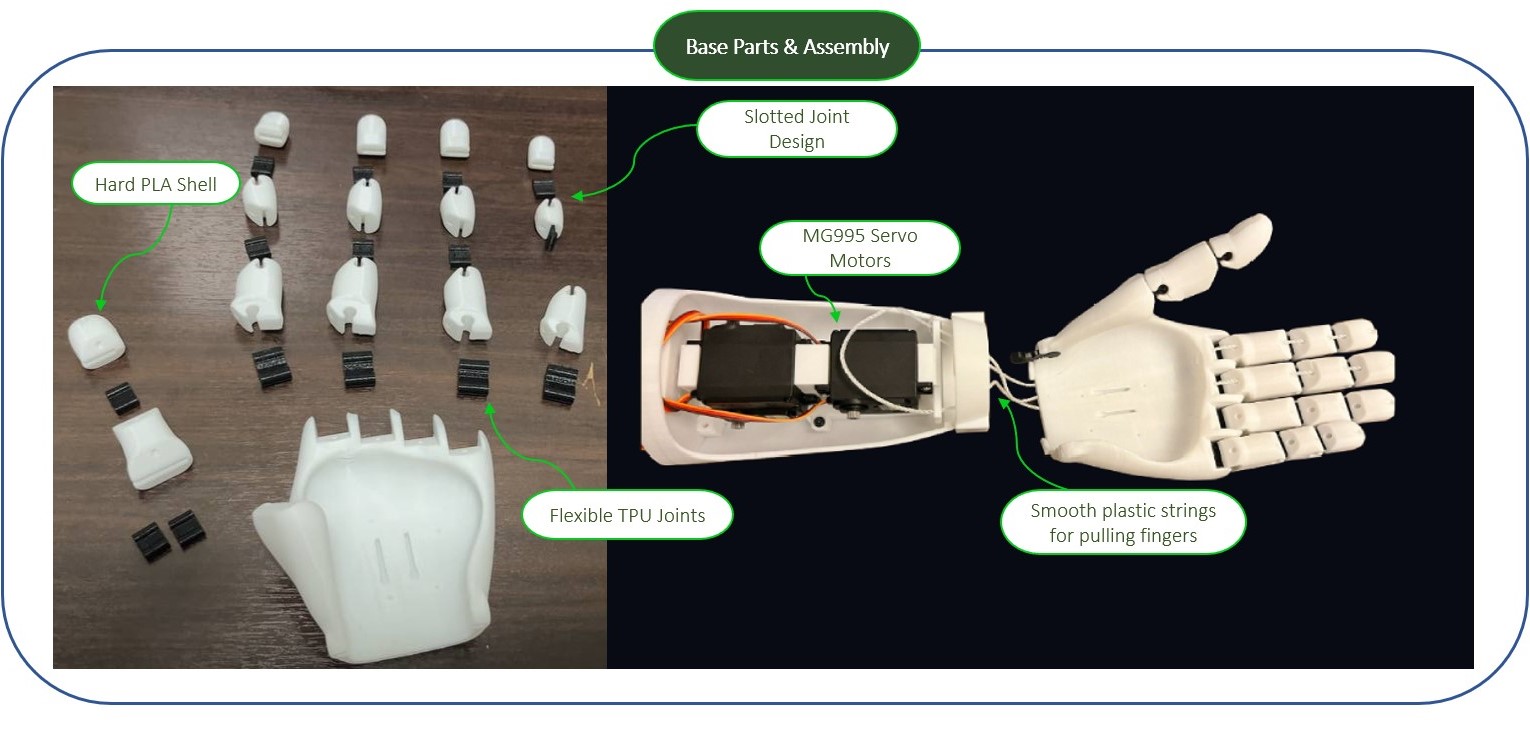 Base Parts & Assembly
Slotted Joint
Design
Hard PLA Shell
MG995 Servo
Motors
Flexible TPU Joints
Smooth plastic strings
for pulling fingers